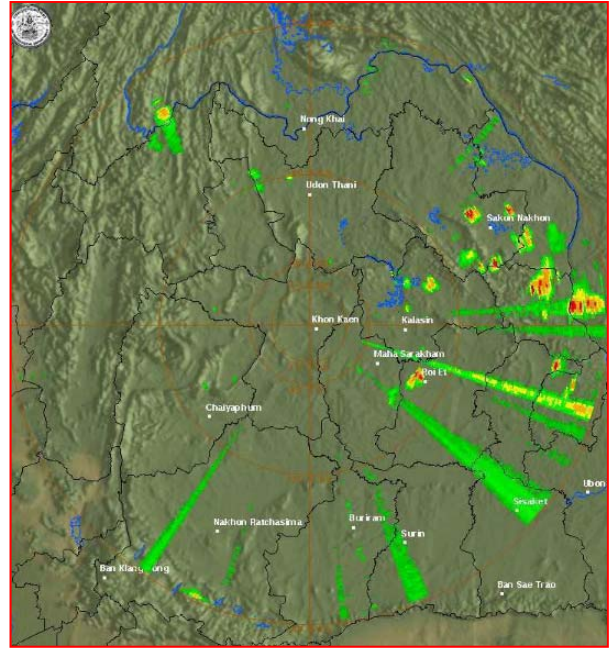 Nong Khai
Udon Thani
Sakon Nakhon
Khon Kaen
Kalasin
Maha Sarakham
Roi Et
Chaiyaphum
Ubon
Sisaket
Nakhon Ratchasima
Buriram
Surin
Ban Sae Trao